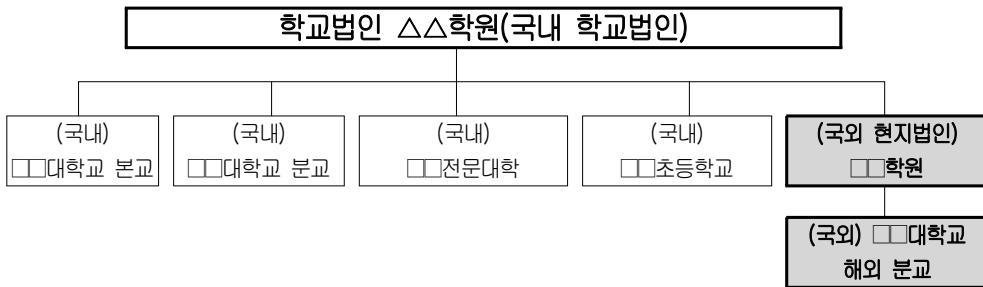 학교법인 △△학원(국내 학교법인)
(국내)
□□대학교 본교
(국내)
□□대학교 분교
(국내)
□□전문대학
(국내)
□□초등학교
(국외 현지법인)
□□학원
(국외) □□대학교
해외 분교